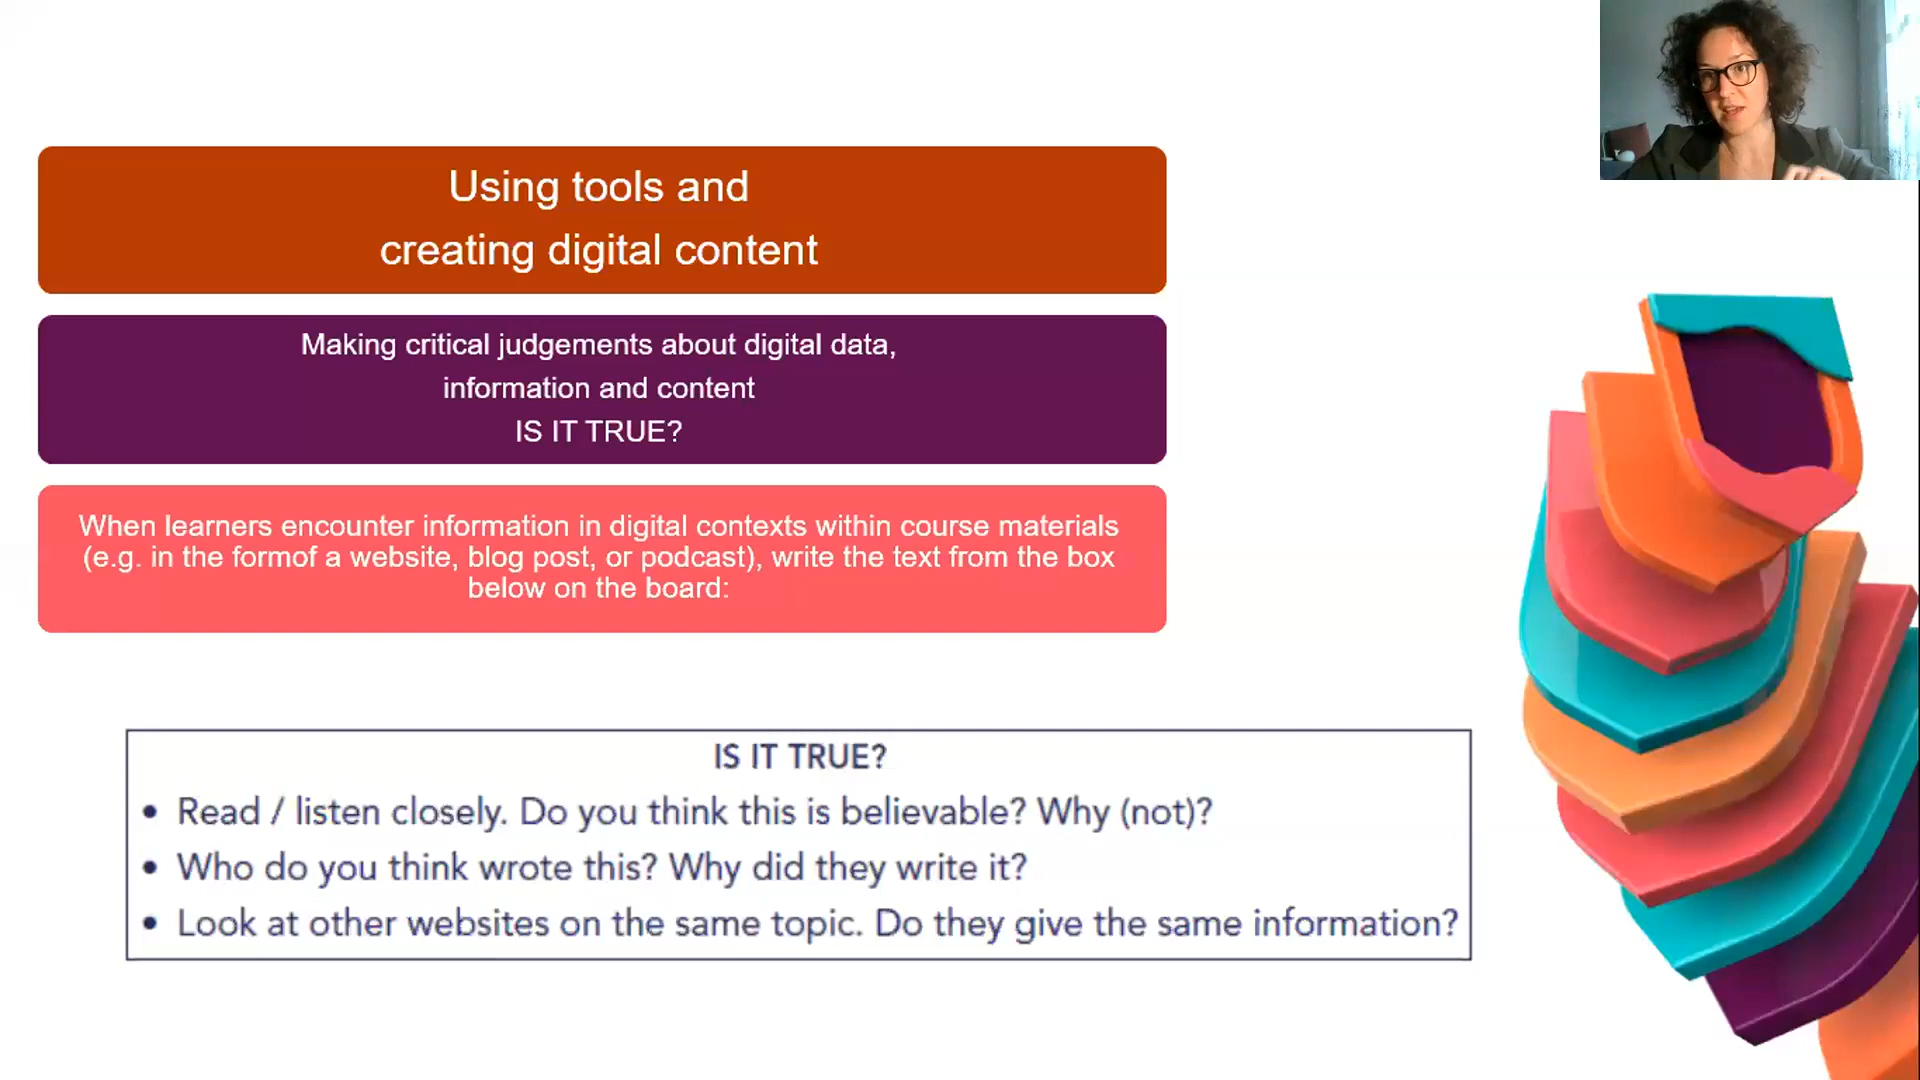 Using tools and
creating digital content
Making critical judgements about digital data,
information and content
IS IT TRUE?
When learners encounter information in digital contexts within course materials
(e.g. in the formof a website, blog post, or podcast), write the text from the box
below on the board:
IS IT TRUE?
• Read / listen closely. Do you think this is believable? Why (not)?
• Who do you think wrote this? Why did they write it?
• Look at other websites on the same topic. Do they give the same information?